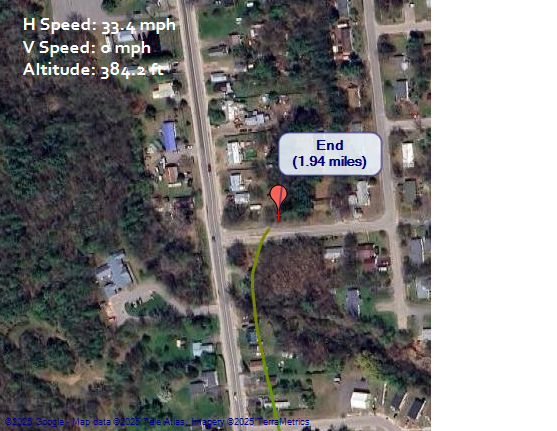 H Speed: 33.4 mph
V Speed: 0 mph
Altitude: 384.2 ft
End
(1.94 miles)
©2025 Google - Map data ©2025 Tele Atlas, Imagery ©2025 TerraMetrics